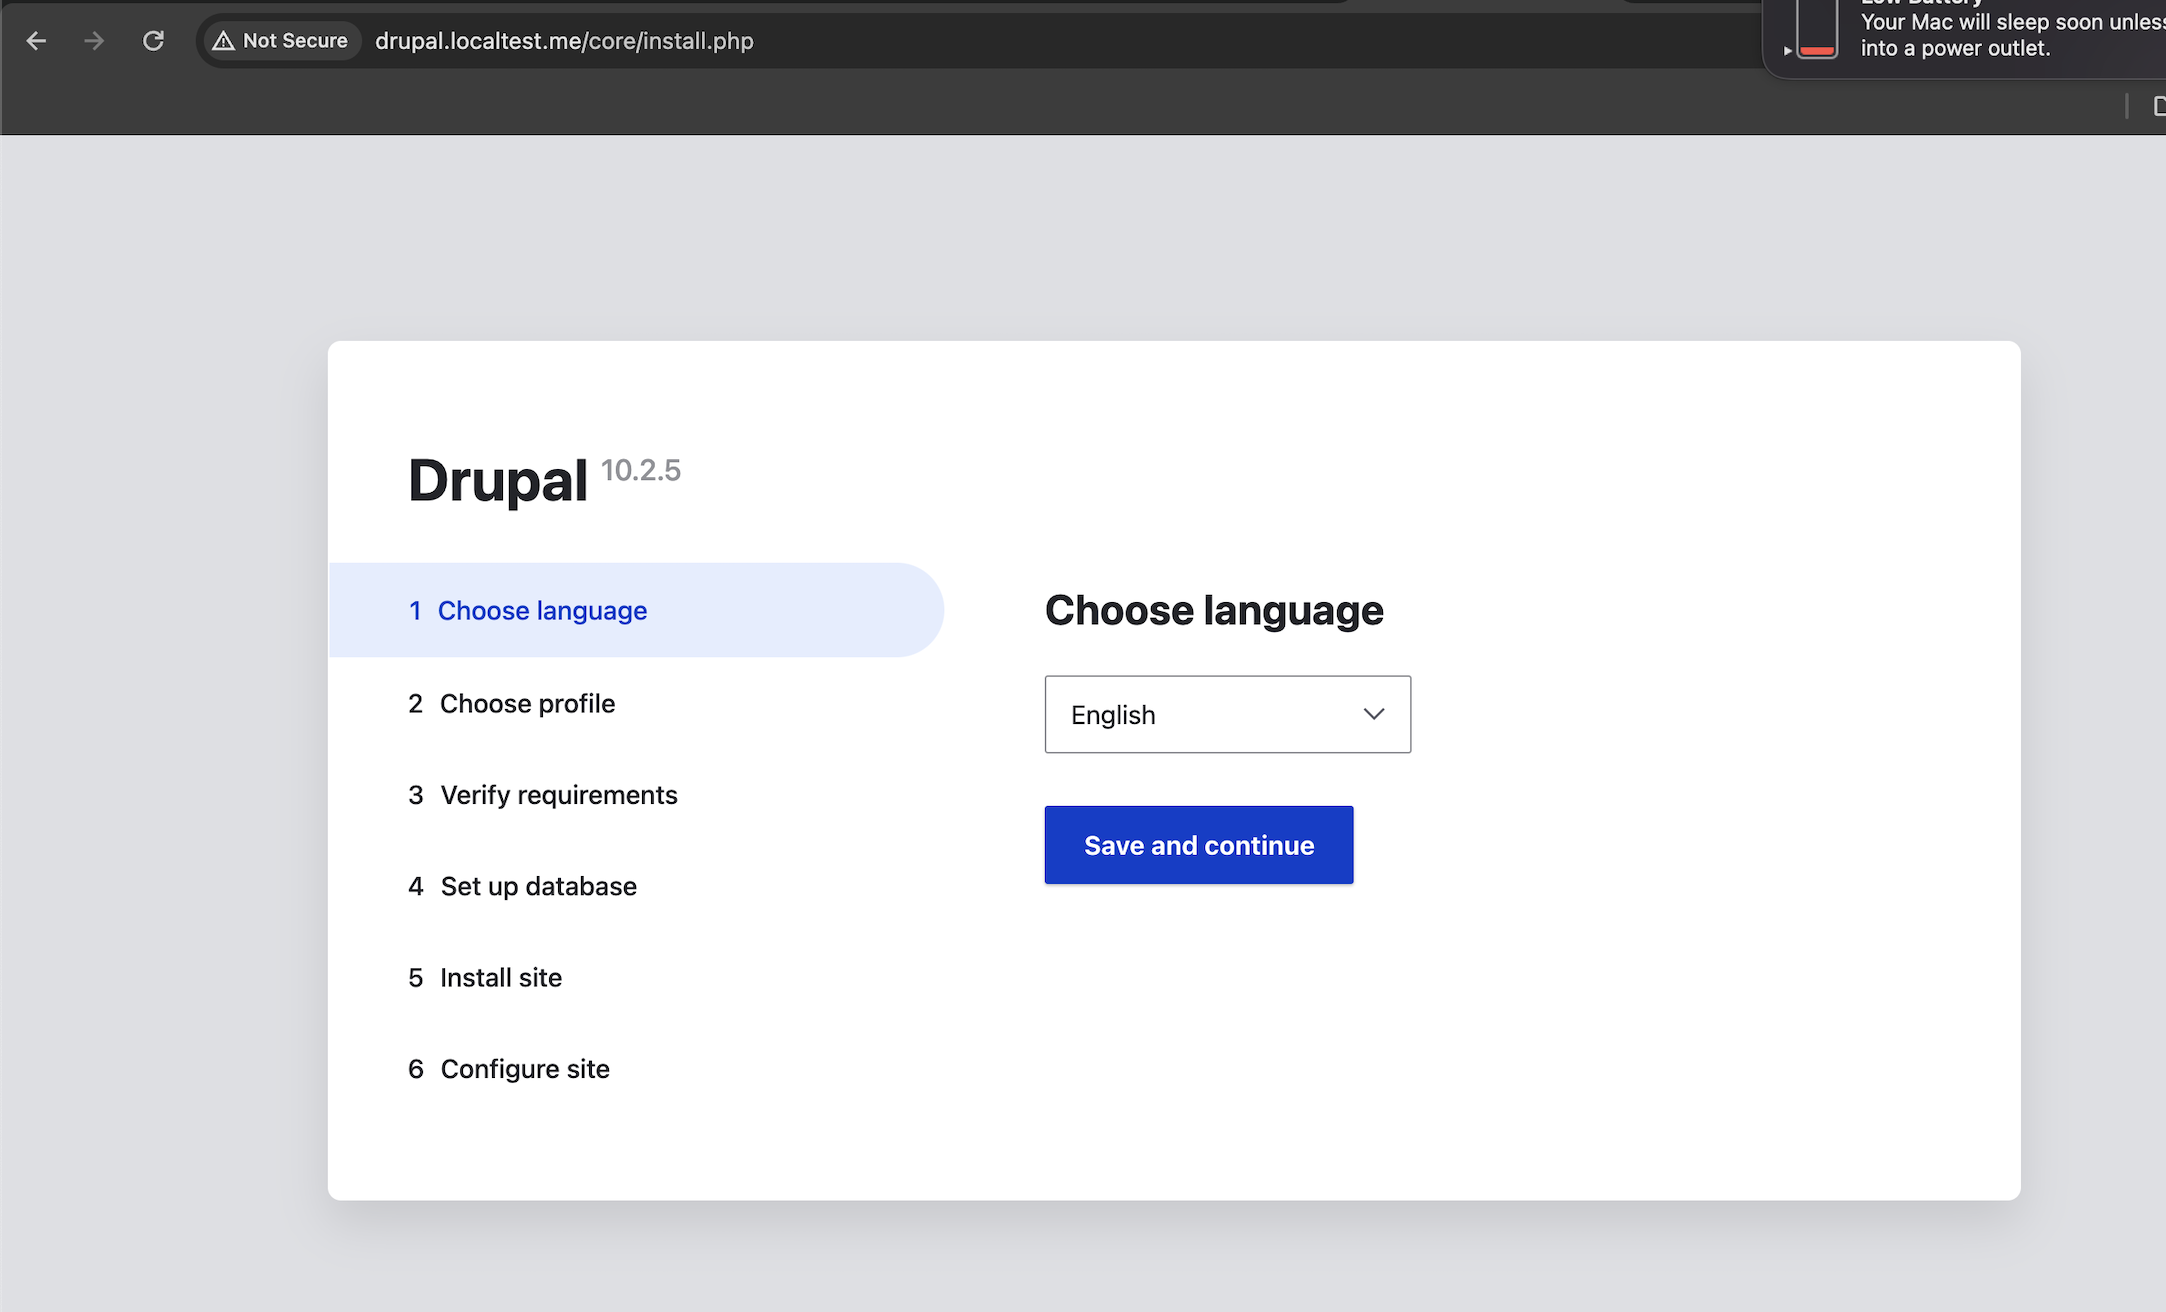 Not Secure drupal.localtest.me/core/install.php
Low Battery
Your Mac will sleep soon unless
into a power outlet.
Drupal 10.2.5
1 Choose language
2 Choose profile
3 Verify requirements
4 Set up database
5 Install site
6 Configure site
Choose language
English
Save and continue